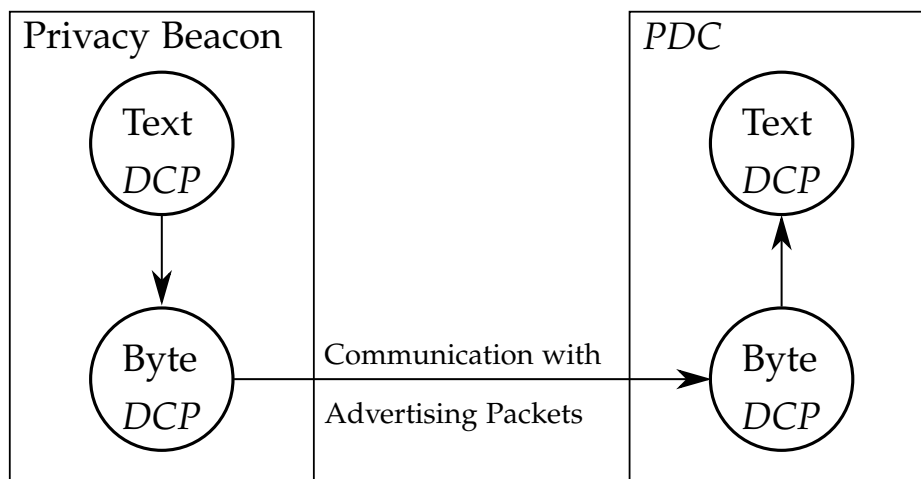 Privacy Beacon
Text
DCP
Byte
DCP
Communication with
Advertising Packets
PDC
Text
DCP
Byte
DCP